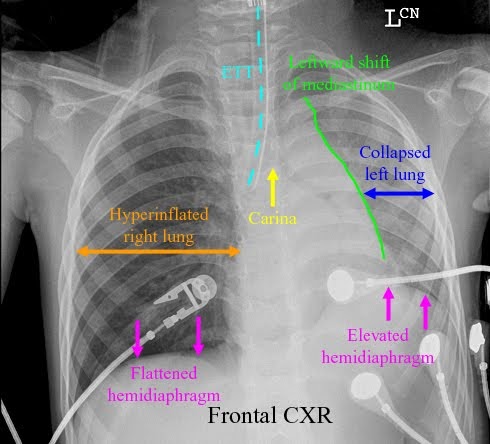 L CN
ETT
Leftward shift
of mediastinum
Collapsed
left lung
Hyperinflated
right lung
Carina
Elevated
hemidiaphragm
Flattened
hemidiaphragm
Frontal CXR